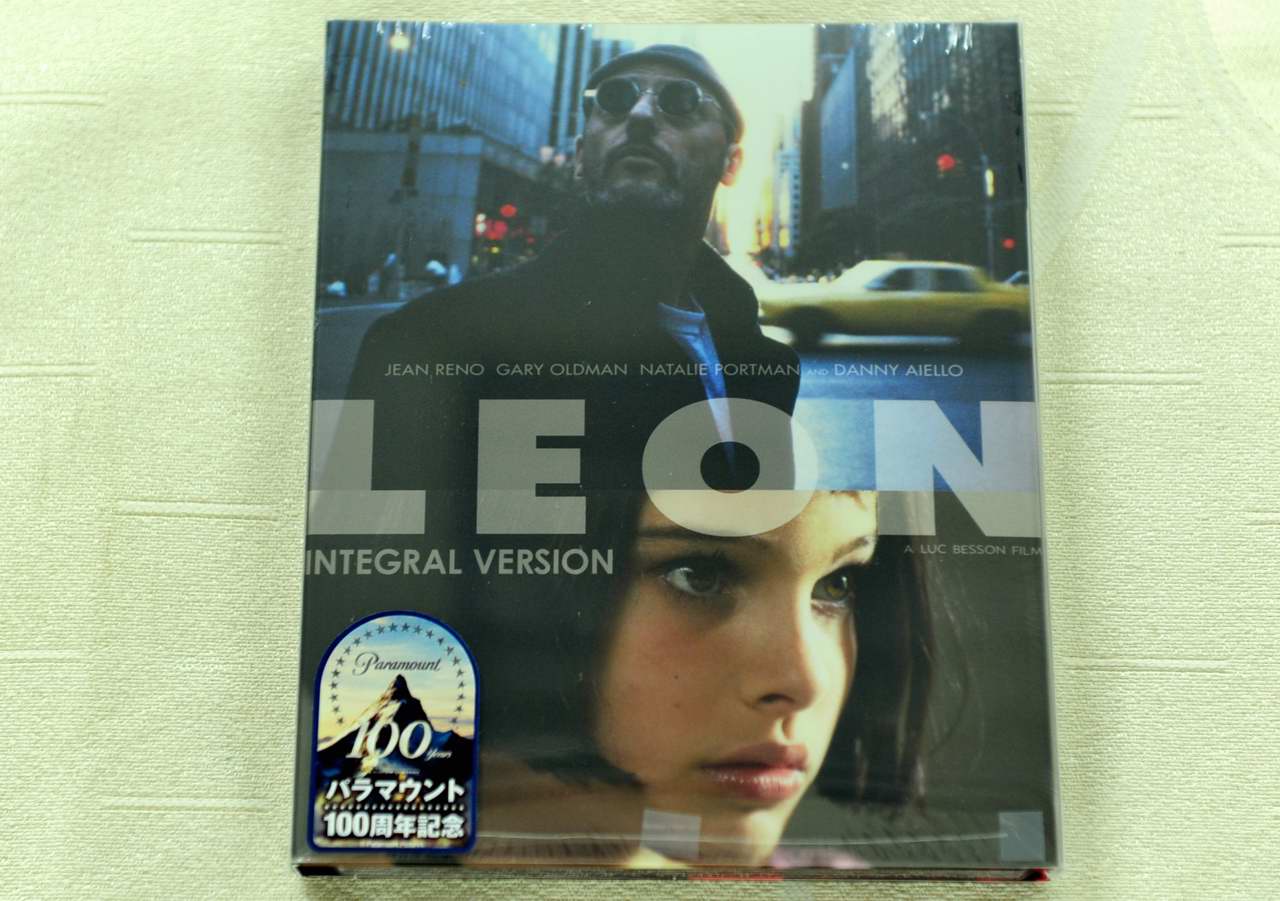 JEAN RENO GARY OLDMAN NATALIE PORTMAN AND DANNY AIELLO
LEON
INTEGRAL VERSION
A LUC BESSON FILM
Paramount
100 Years
パラマウント
100周年記念